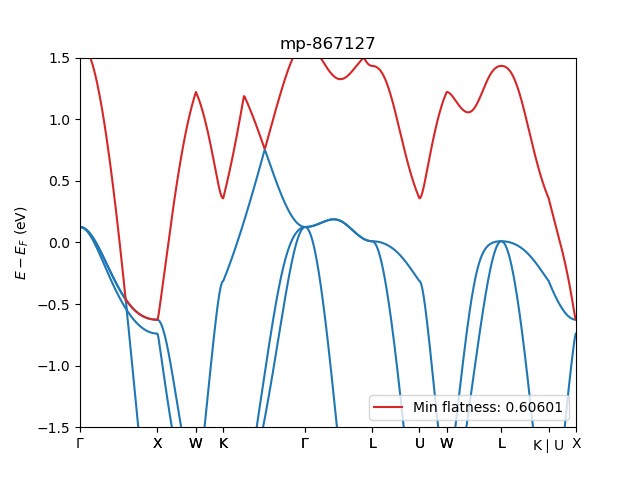 mp-867127
E − E_F (eV)
1.5
1.0
0.5
0.0
−0.5
−1.0
−1.5
Min flatness: 0.60601
Γ X W K Γ L U W L K | U X